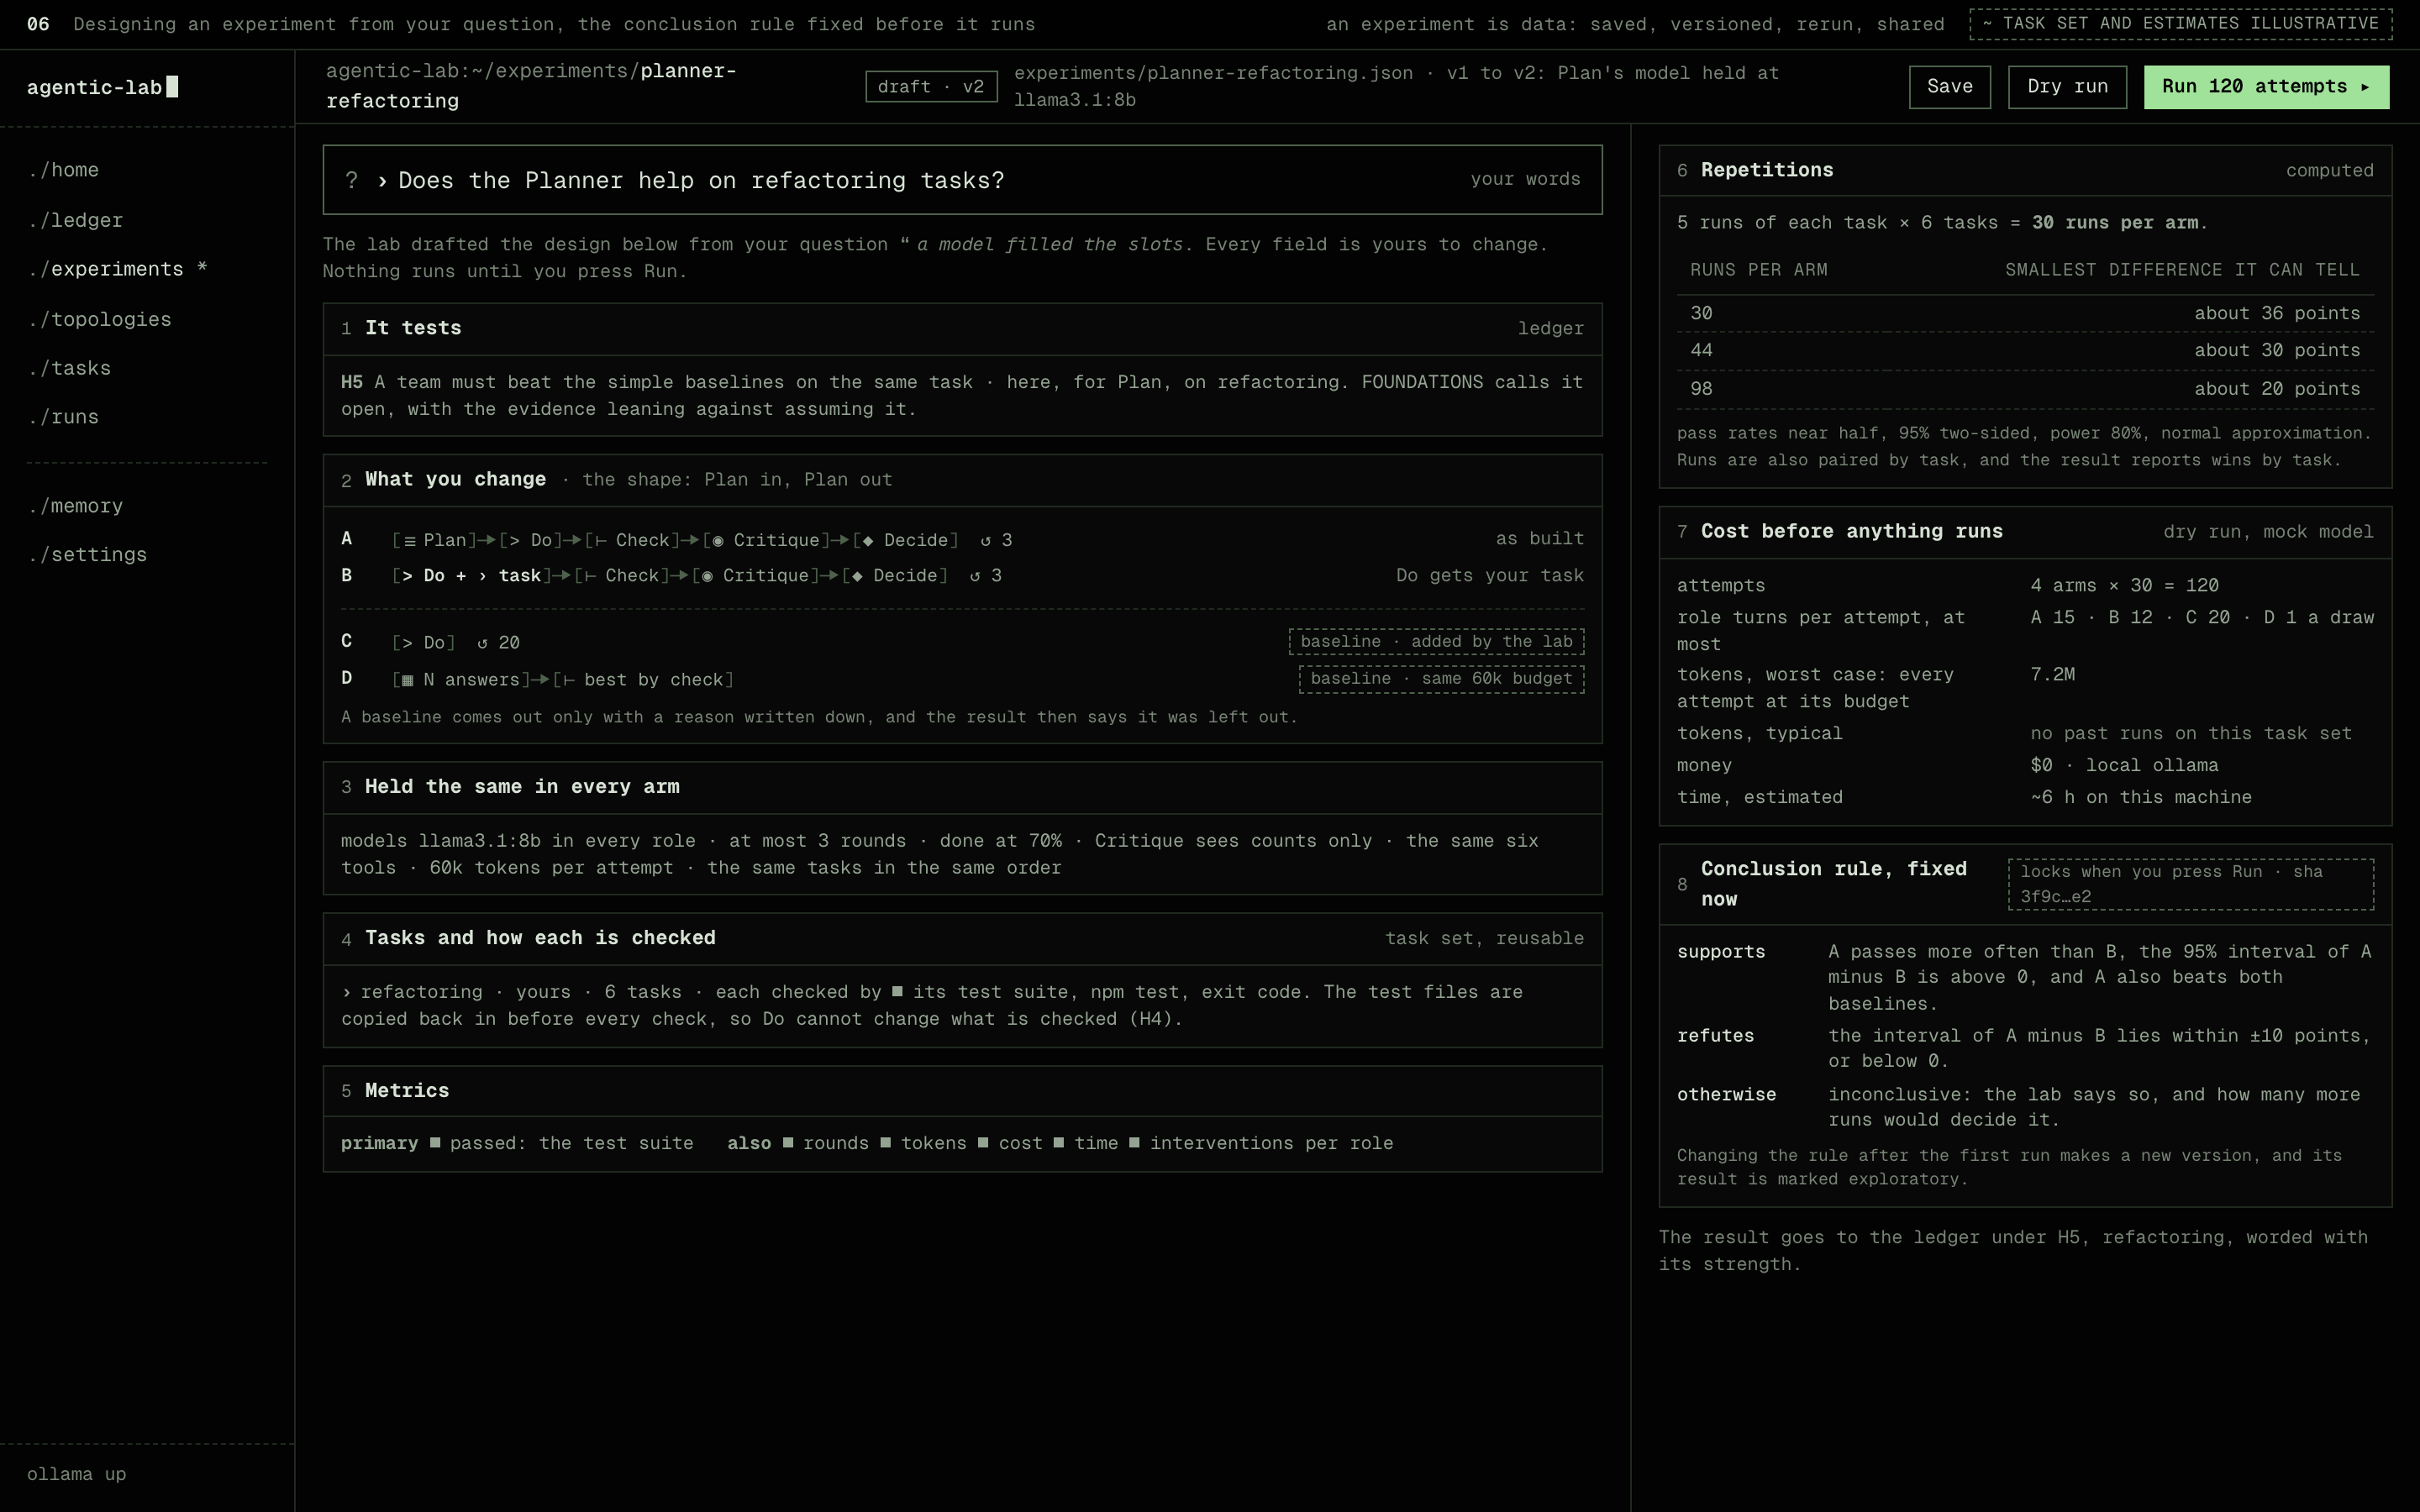 06 Designing an experiment from your question, the conclusion rule fixed before it runs
an experiment is data: saved, versioned, rerun, shared
~ TASK SET AND ESTIMATES ILLUSTRATIVE
agentic-lab
./home
./ledger
./experiments *
./topologies
./tasks
./runs
./memory
./settings
ollama up
agentic-lab:~/experiments/planner-
refactoring
draft · v2
experiments/planner-refactoring.json · v1 to v2: Plan's model held at
llama3.1:8b
Save
Dry run
Run 120 attempts ▸
? › Does the Planner help on refactoring tasks?
your words
The lab drafted the design below from your question “ a model filled the slots. Every field is yours to change.
Nothing runs until you press Run.
1 It tests
ledger
H5 A team must beat the simple baselines on the same task · here, for Plan, on refactoring. FOUNDATIONS calls it
open, with the evidence leaning against assuming it.
2 What you change · the shape: Plan in, Plan out
A [≡ Plan]→[> Do]→[⊢ Check]→[◉ Critique]→[◆ Decide] ↺ 3
as built
B [> Do + › task]→[⊢ Check]→[◉ Critique]→[◆ Decide] ↺ 3
Do gets your task
C [> Do] ↺ 20
baseline · added by the lab
D [▦ N answers]→[⊢ best by check]
baseline · same 60k budget
A baseline comes out only with a reason written down, and the result then says it was left out.
3 Held the same in every arm
models llama3.1:8b in every role · at most 3 rounds · done at 70% · Critique sees counts only · the same six
tools · 60k tokens per attempt · the same tasks in the same order
4 Tasks and how each is checked
task set, reusable
› refactoring · yours · 6 tasks · each checked by ■ its test suite, npm test, exit code. The test files are
copied back in before every check, so Do cannot change what is checked (H4).
5 Metrics
primary ■ passed: the test suite also ■ rounds ■ tokens ■ cost ■ time ■ interventions per role
6 Repetitions
computed
5 runs of each task × 6 tasks = 30 runs per arm.
RUNS PER ARM SMALLEST DIFFERENCE IT CAN TELL
30 about 36 points
44 about 30 points
98 about 20 points
pass rates near half, 95% two-sided, power 80%, normal approximation.
Runs are also paired by task, and the result reports wins by task.
7 Cost before anything runs
dry run, mock model
attempts 4 arms × 30 = 120
role turns per attempt, at A 15 · B 12 · C 20 · D 1 a draw
most
tokens, worst case: every 7.2M
attempt at its budget
tokens, typical no past runs on this task set
money $0 · local ollama
time, estimated ~6 h on this machine
8 Conclusion rule, fixed
now
locks when you press Run · sha
3f9c…e2
supports A passes more often than B, the 95% interval of A
minus B is above 0, and A also beats both
baselines.
refutes the interval of A minus B lies within ±10 points,
or below 0.
otherwise inconclusive: the lab says so, and how many more
runs would decide it.
Changing the rule after the first run makes a new version, and its
result is marked exploratory.
The result goes to the ledger under H5, refactoring, worded with
its strength.